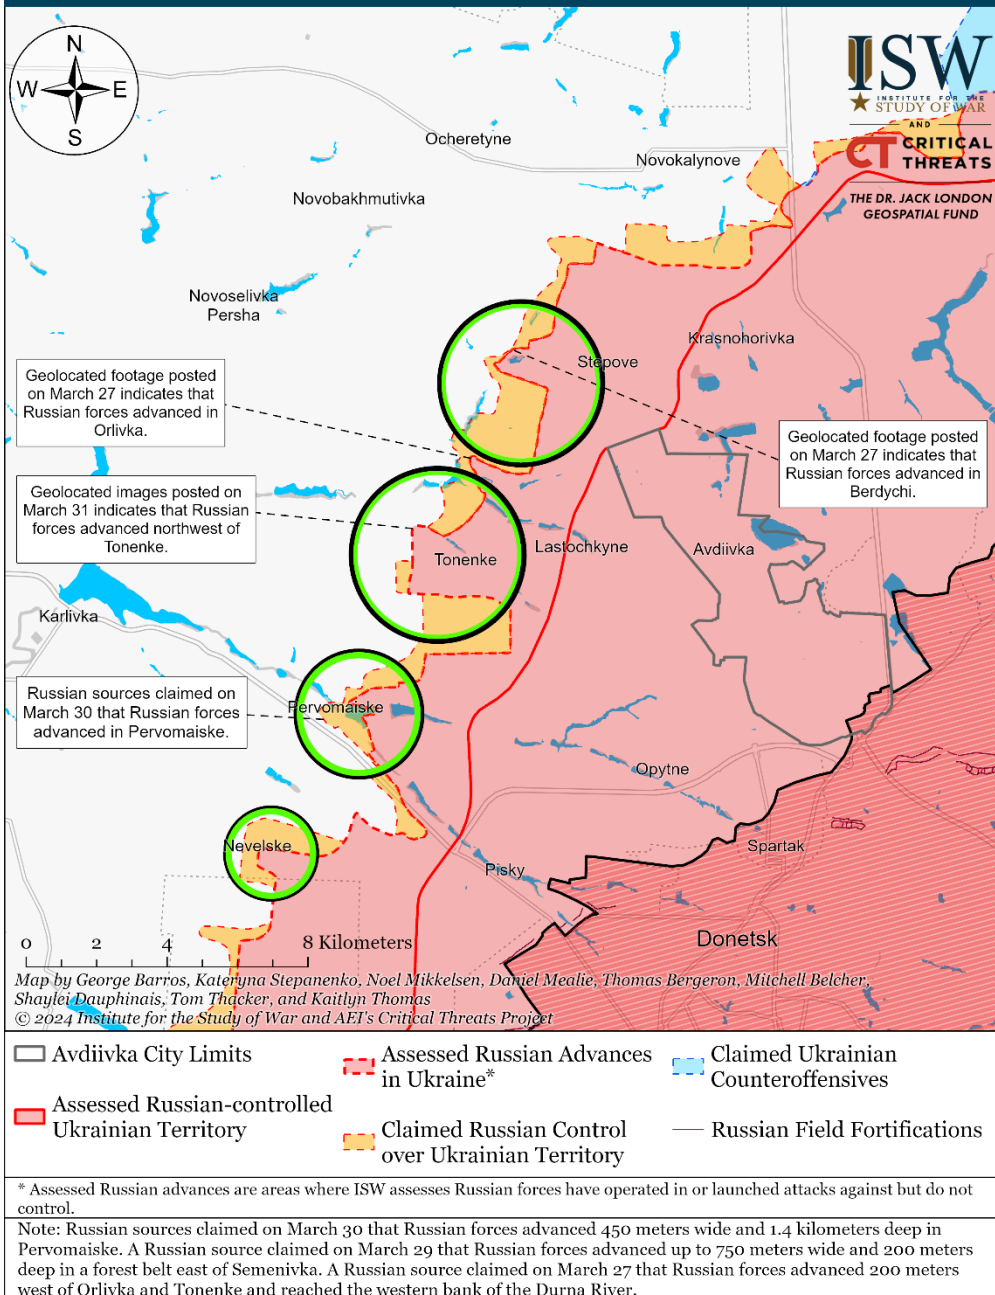 N
W E
S
ISW
INSTITUTE FOR THE
STUDY OF WAR
AND
CT CRITICAL
THREATS
THE DR. JACK LONDON
GEOSPATIAL FUND
Ocheretyne
Novokalynove
Novobakhmutivka
Novoselivka
Persha
Krasnohorivka
Stepove
Geolocated footage posted
on March 27 indicates that
Russian forces advanced in
Orlivka.
Geolocated footage posted
on March 27 indicates that
Russian forces advanced in
Berdychi.
Geolocated images posted on
March 31 indicates that Russian
forces advanced northwest of
Tonenke.
Lastochkyne
Avdiivka
Tonenke
Karlivka
Russian sources claimed on
March 30 that Russian forces
advanced in Pervomaiske.
Pervomaiske
Opytne
Nevelske
Spartak
Pisky
Donetsk
0 2 4 8 Kilometers
Map by George Barros, Kateryna Stepanenko, Noel Mikkelsen, Daniel Mealie, Thomas Bergeron, Mitchell Belcher,
Shaylei Dauphinais, Tom Thacker, and Kaitlyn Thomas
© 2024 Institute for the Study of War and AEI's Critical Threats Project
Avdiivka City Limits
Assessed Russian-controlled
Ukrainian Territory
Assessed Russian Advances
in Ukraine*
Claimed Russian Control
over Ukrainian Territory
Claimed Ukrainian
Counteroffensives
Russian Field Fortifications
* Assessed Russian advances are areas where ISW assesses Russian forces have operated in or launched attacks against but do not
control.
Note: Russian sources claimed on March 30 that Russian forces advanced 450 meters wide and 1.4 kilometers deep in
Pervomaiske. A Russian source claimed on March 29 that Russian forces advanced up to 750 meters wide and 200 meters
deep in a forest belt east of Semenivka. A Russian source claimed on March 27 that Russian forces advanced 200 meters
west of Orlivka and Tonenke and reached the western bank of the Durna River.